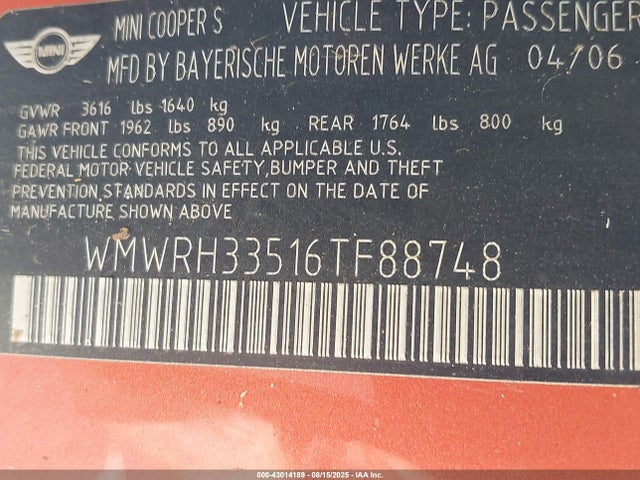 MINI
MINI COOPER S VEHICLE TYPE: PASSENGER
MFD BY BAYERISCHE MOTOREN WERKE AG 04/06
GVWR 3616 lbs 1640 kg
GAWR FRONT 1962 lbs 890 kg REAR 1764 lbs 800 kg
THIS VEHICLE CONFORMS TO ALL APPLICABLE U.S.
FEDERAL MOTOR VEHICLE SAFETY,BUMPER AND THEFT
PREVENTION STANDARDS IN EFFECT ON THE DATE OF
MANUFACTURE SHOWN ABOVE
WMWRH33516TF88748
000-43014189 - 08/15/2025 - IAA Inc.